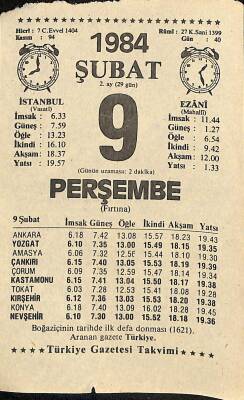 Hicrî : 7 C.Evvel 1404
Rûmî : 27 K.Sani 1399
Kasım : 94
Gün : 40
1984
ŞUBAT
2. ay (29 gün)
İSTANBUL
(Vasatî)
İmsak : 6.33
Güneş : 7.59
Öğle : 13.23
İkindi : 16.10
Akşam : 18.37
Yatsı : 19.57
9
EZÂNÎ
(Mahallî)
İmsak : 11.44
Güneş : 1.27
Öğle : 6.54
İkindi : 9.42
Akşam : 12.00
Yatsı : 1.33
(Günün uzaması: 2 dakika)
PERŞEMBE
(Fırtına)
9 Şubat İmsak Güneş Öğle İkindi Akşam Yatsı
ANKARA 6.18 7.42 13.08 15.57 18.23 19.43
YOZGAT 6.10 7.35 13.00 15.49 18.15 19.35
AMASYA 6.06 7.32 12.56 15.44 18.10 19.30
ÇANKIRI 6.15 7.40 13.05 15.53 18.19 19.39
ÇORUM 6.09 7.35 12.59 15.47 18.14 19.34
KASTAMONU 6.15 7.41 13.04 15.50 18.17 19.38
TOKAT 6.03 7.28 12.53 15.41 18.08 19.28
KIRŞEHİR 6.12 7.36 13.03 15.53 18.20 19.38
KONYA 6.18 7.40 13.09 16.02 18.28 19.45
NEVŞEHİR 6.10 7.30 13.00 15.52 18.18 19.36
Boğaziçinin tarihde ilk defa donması (1621).
Aranan gazete Türkiye.
Türkiye Gazetesi Takvimi